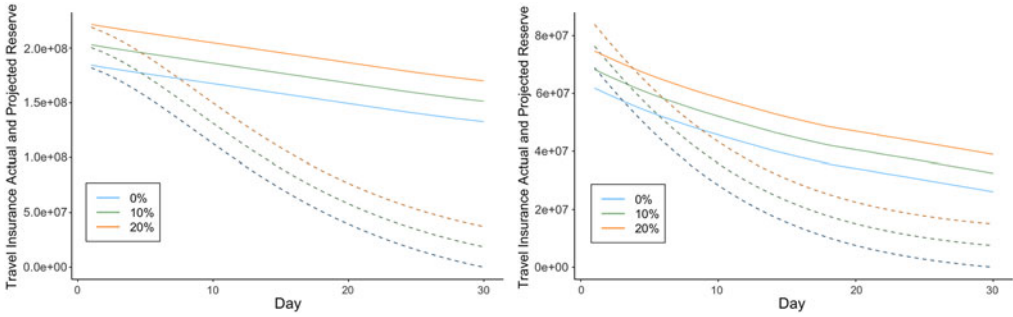 Travel Insurance Actual and Projected Reserve
2.0e+08
1.5e+08
1.0e+08
5.0e+07
0.0e+00
0%
10%
20%
0
10
20
30
Day
Travel Insurance Actual and Projected Reserve
8e+07
6e+07
4e+07
2e+07
0e+00
0%
10%
20%
0
10
20
30
Day